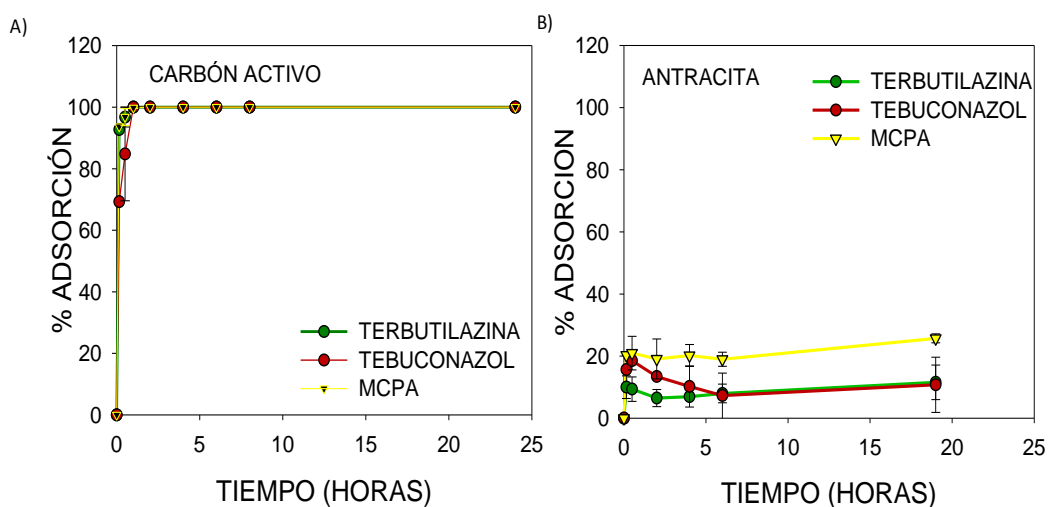 A)
120
100
80
60
40
20
0
% ADSORCIÓN
CARBÓN ACTIVO
TERBUTILAZINA
TEBUCONAZOL
MCPA
0 5 10 15 20 25
TIEMPO (HORAS)
B)
120
100
80
60
40
20
0
% ADSORCION
ANTRACITA
TERBUTILAZINA
TEBUCONAZOL
MCPA
0 5 10 15 20 25
TIEMPO (HORAS)